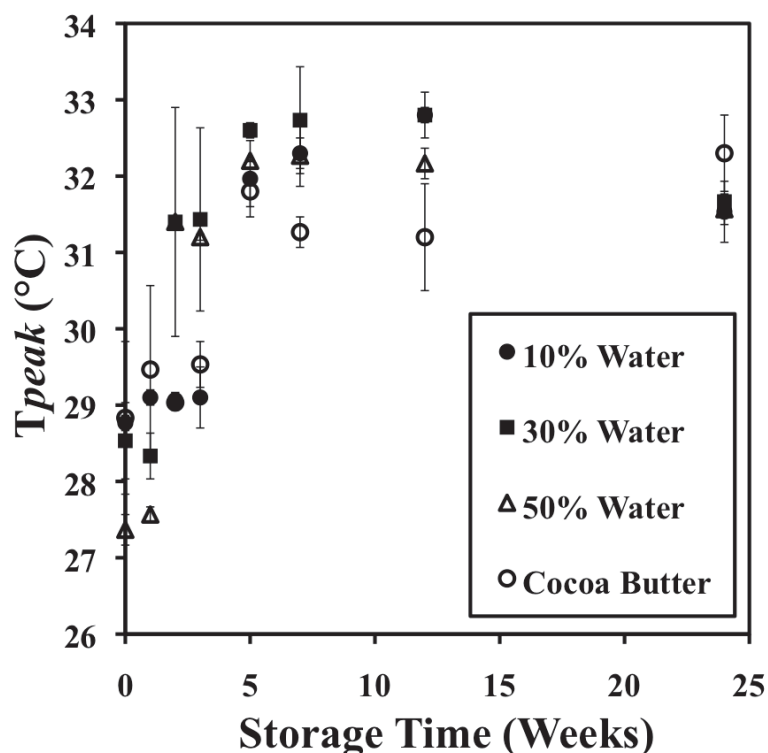 34
33
32
31
30
29
28
27
26
Tpeak (°C)
10% Water
30% Water
50% Water
Cocoa Butter
0 5 10 15 20 25
Storage Time (Weeks)